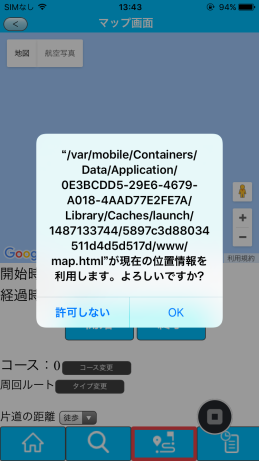 SIMなし 13:43 94%
< マップ画面
地図 航空写真
“/var/mobile/Containers/
Data/Application/
0E3BCDD5-29E6-4679-
A018-4AAD77E2FE7A/
Library/Caches/launch/
1487133744/5897c3d88034
511d4d5d517d/www/
map.html”が現在の位置情報を
利用します。よろしいですか?
許可しない OK
+
−
Goo 利用規約
開始時
経過時
コース：0 コース変更
周回ルート タイプ変更
片道の距離 徒歩